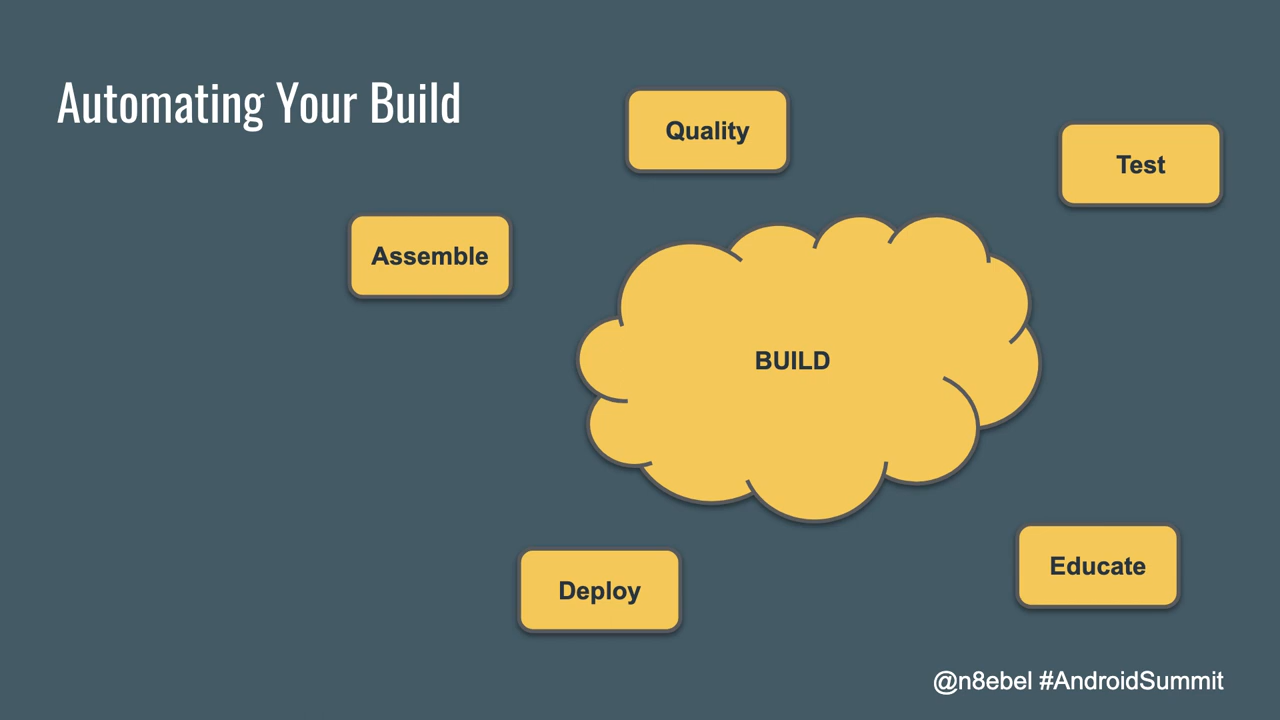 Automating Your Build
Quality
Test
Assemble
BUILD
Educate
Deploy
@n8ebel #AndroidSummit